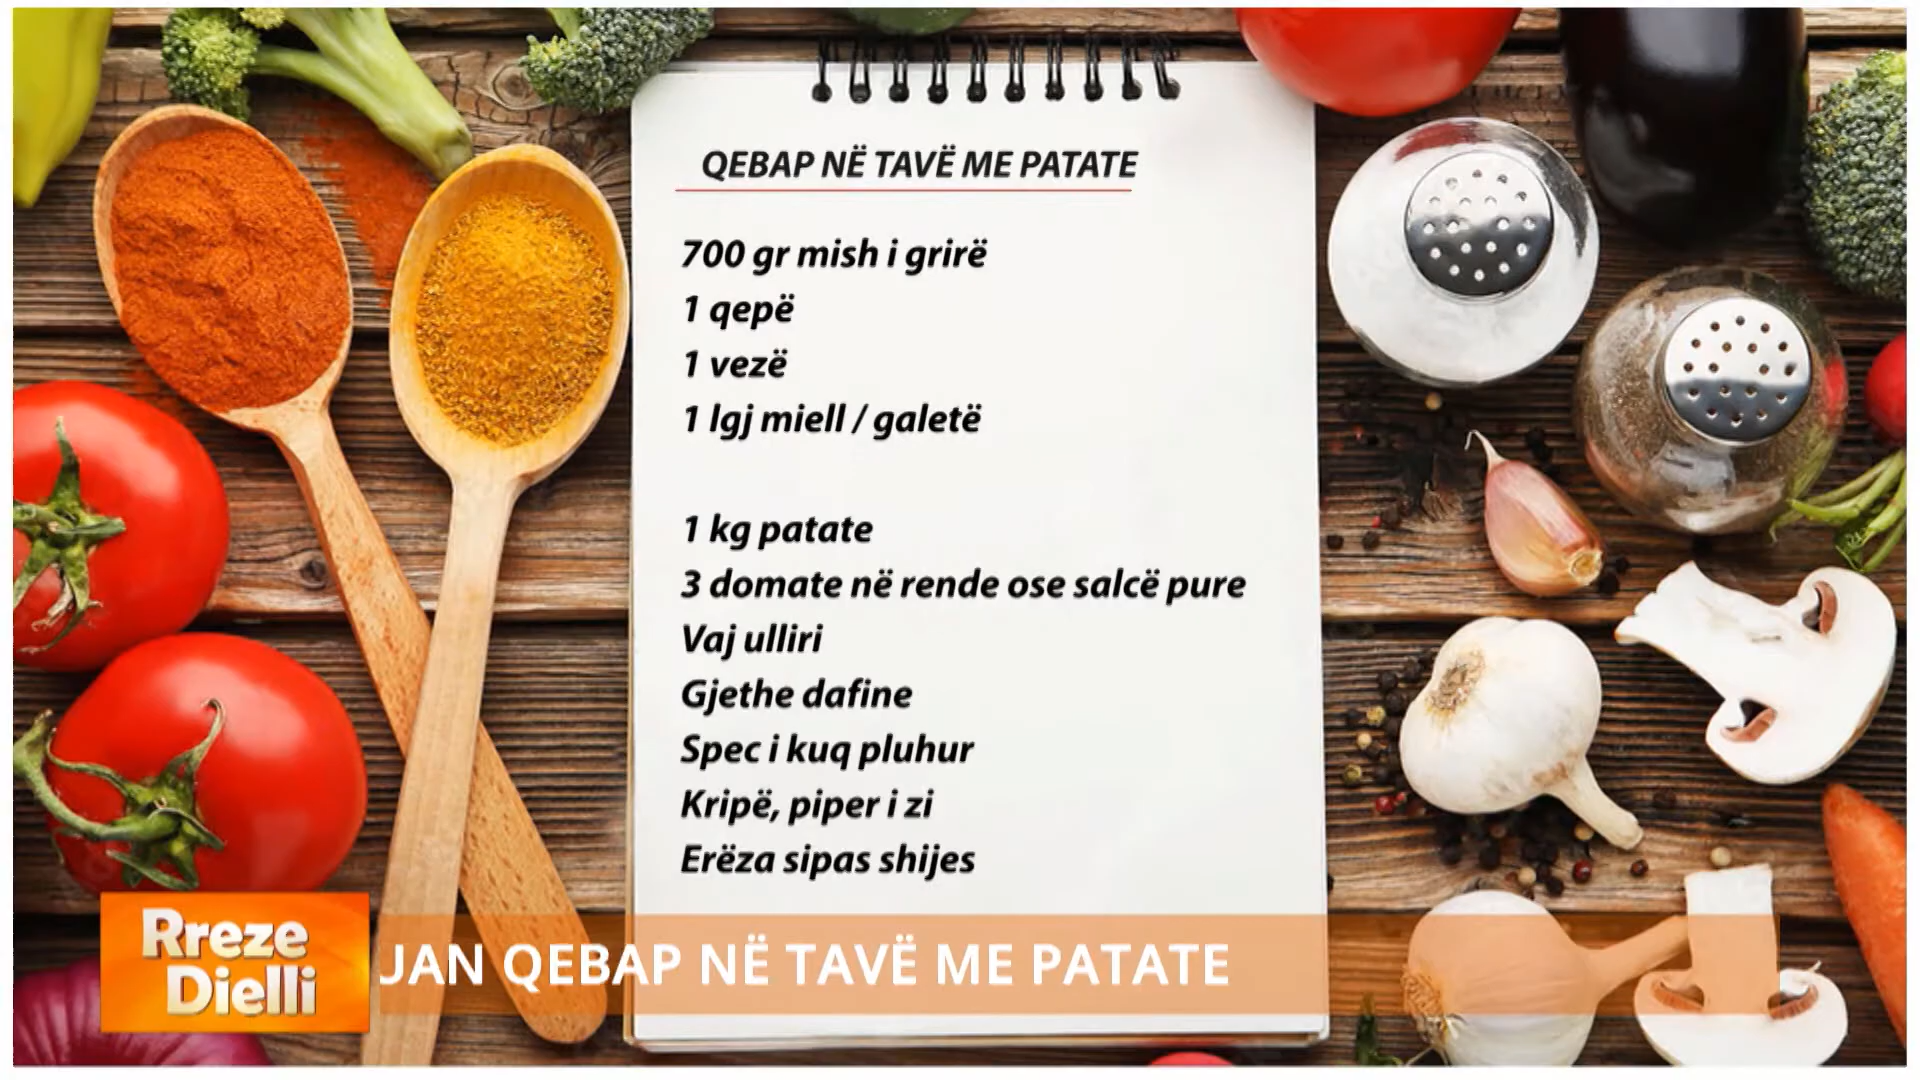 QEBAP NË TAVË ME PATATE
700 gr mish i grirë
1 qepë
1 vezë
1 lgj miell / galetë
1 kg patate
3 domate në rende ose salcë pure
Vaj ulliri
Gjethe dafine
Spec i kuq pluhur
Kripë, piper i zi
Erëza sipas shijes
Rreze
Dielli
JAN QEBAP NË TAVË ME PATATE